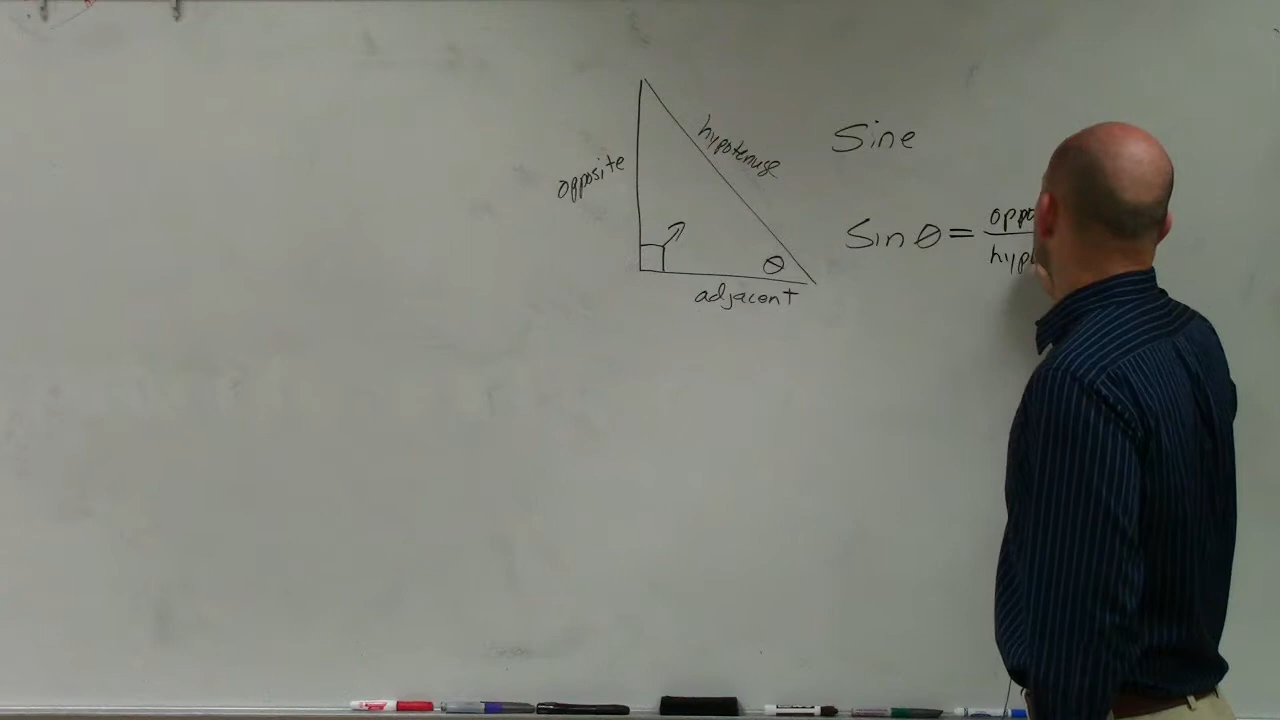 Sine
hypotenuse
opposite
Sin θ =
θ
adjacent